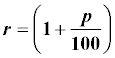 r = (1 + p/100)